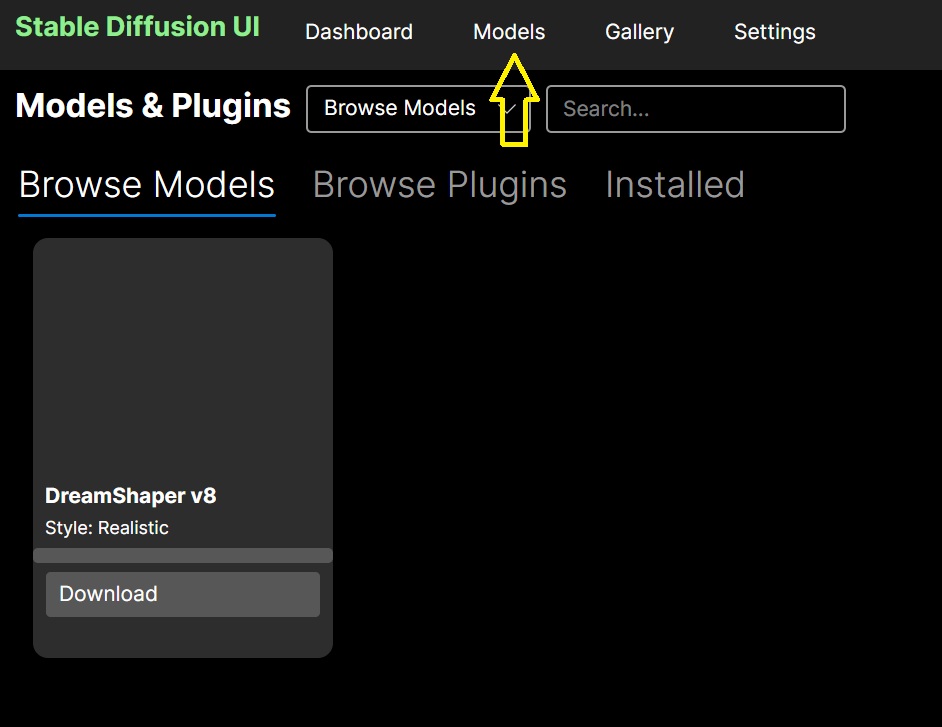 Stable Diffusion UI Dashboard Models Gallery Settings
Models & Plugins Browse Models Search...
Browse Models Browse Plugins Installed
DreamShaper v8
Style: Realistic
Download